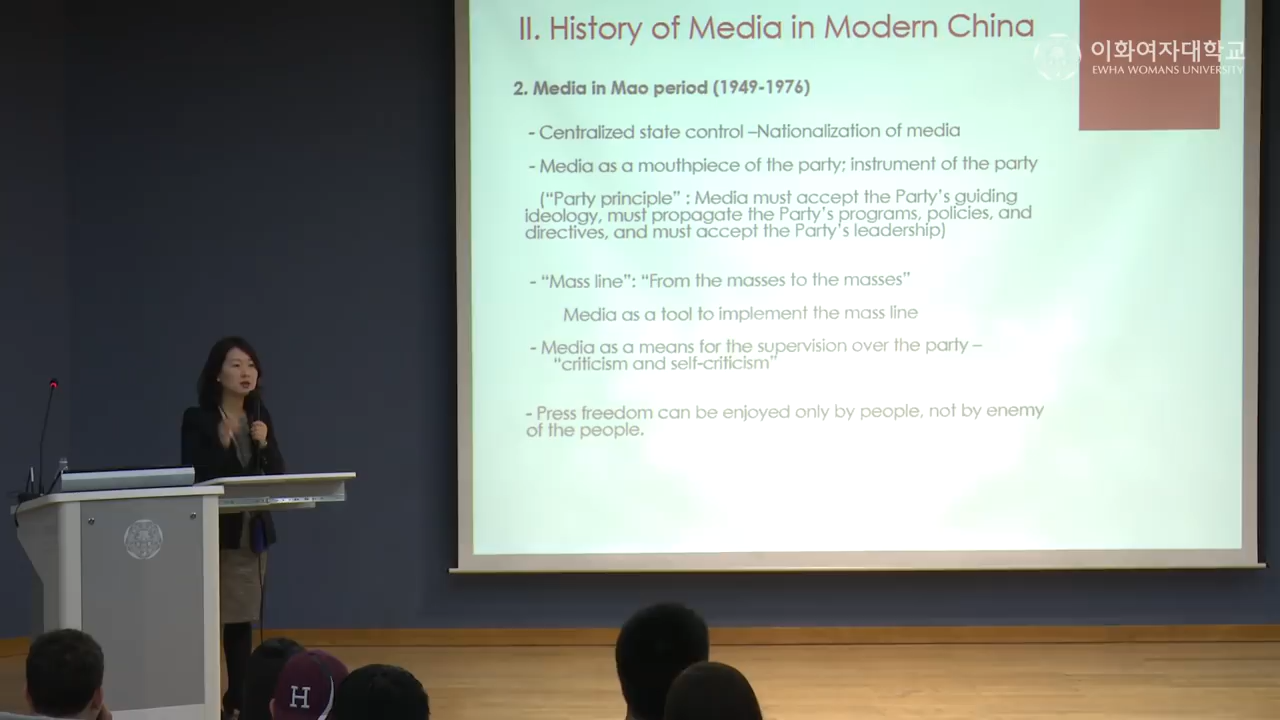 II. History of Media in Modern China
이화여자대학교
EWHA WOMANS UNIVERSITY
2. Media in Mao period (1949-1976)
- Centralized state control –Nationalization of media
- Media as a mouthpiece of the party; instrument of the party
(“Party principle” : Media must accept the Party’s guiding
ideology, must propagate the Party’s programs, policies, and
directives, and must accept the Party’s leadership)
- “Mass line”: “From the masses to the masses”
Media as a tool to implement the mass line
- Media as a means for the supervision over the party –
“criticism and self-criticism”
- Press freedom can be enjoyed only by people, not by enemy
of the people.
H